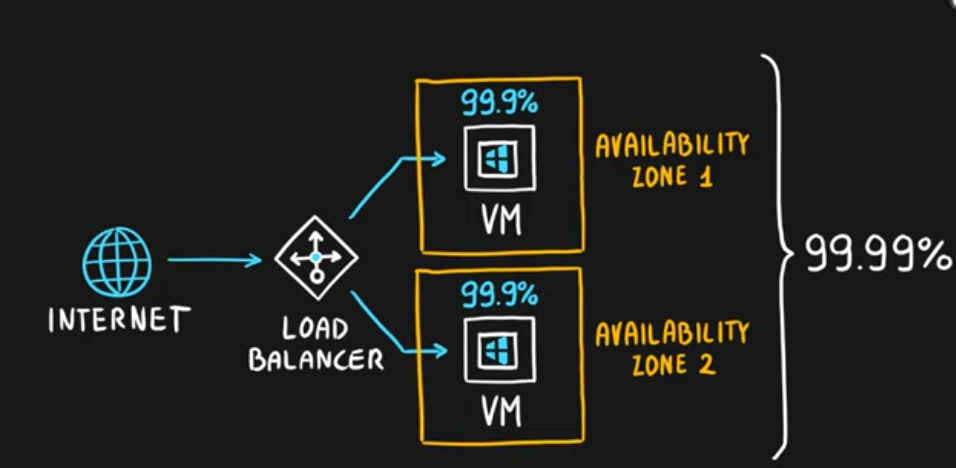 99.9%
VM
AVAILABILITY
ZONE 1
INTERNET
LOAD
BALANCER
99.9%
VM
AVAILABILITY
ZONE 2
99.99%